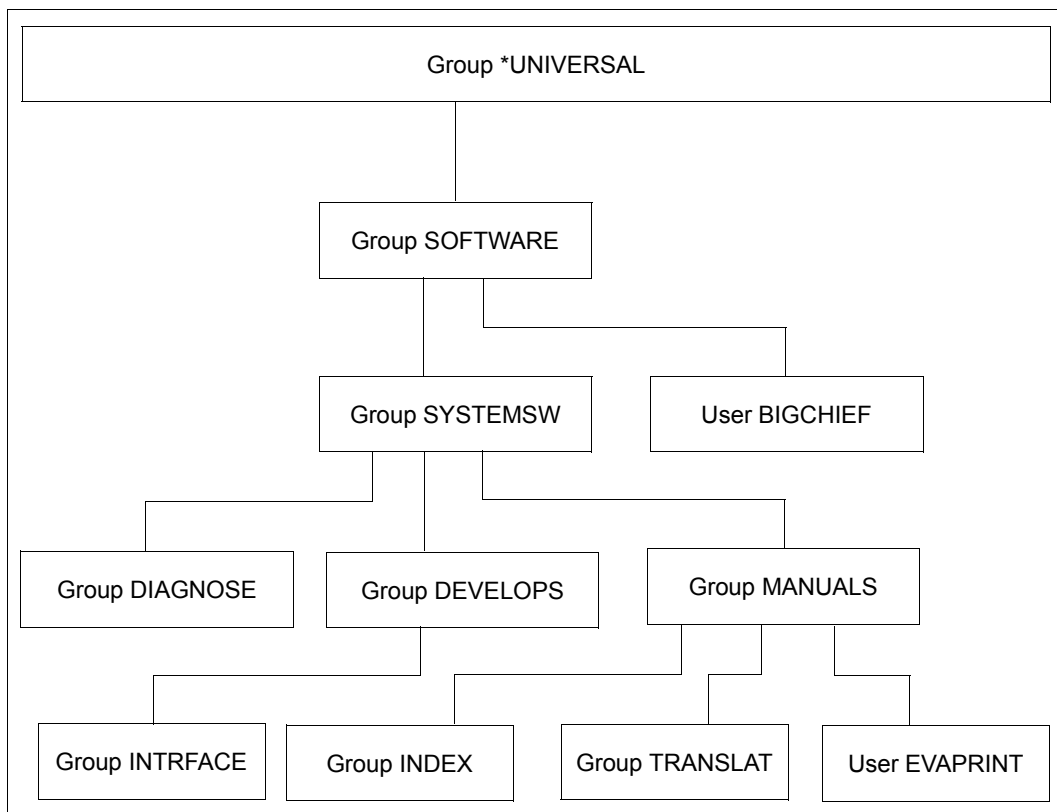 Group *UNIVERSAL
Group SOFTWARE
Group SYSTEMSW
User BIGCHIEF
Group DIAGNOSE
Group DEVELOPS
Group MANUALS
Group INTRFACE
Group INDEX
Group TRANSLAT
User EVAPRINT